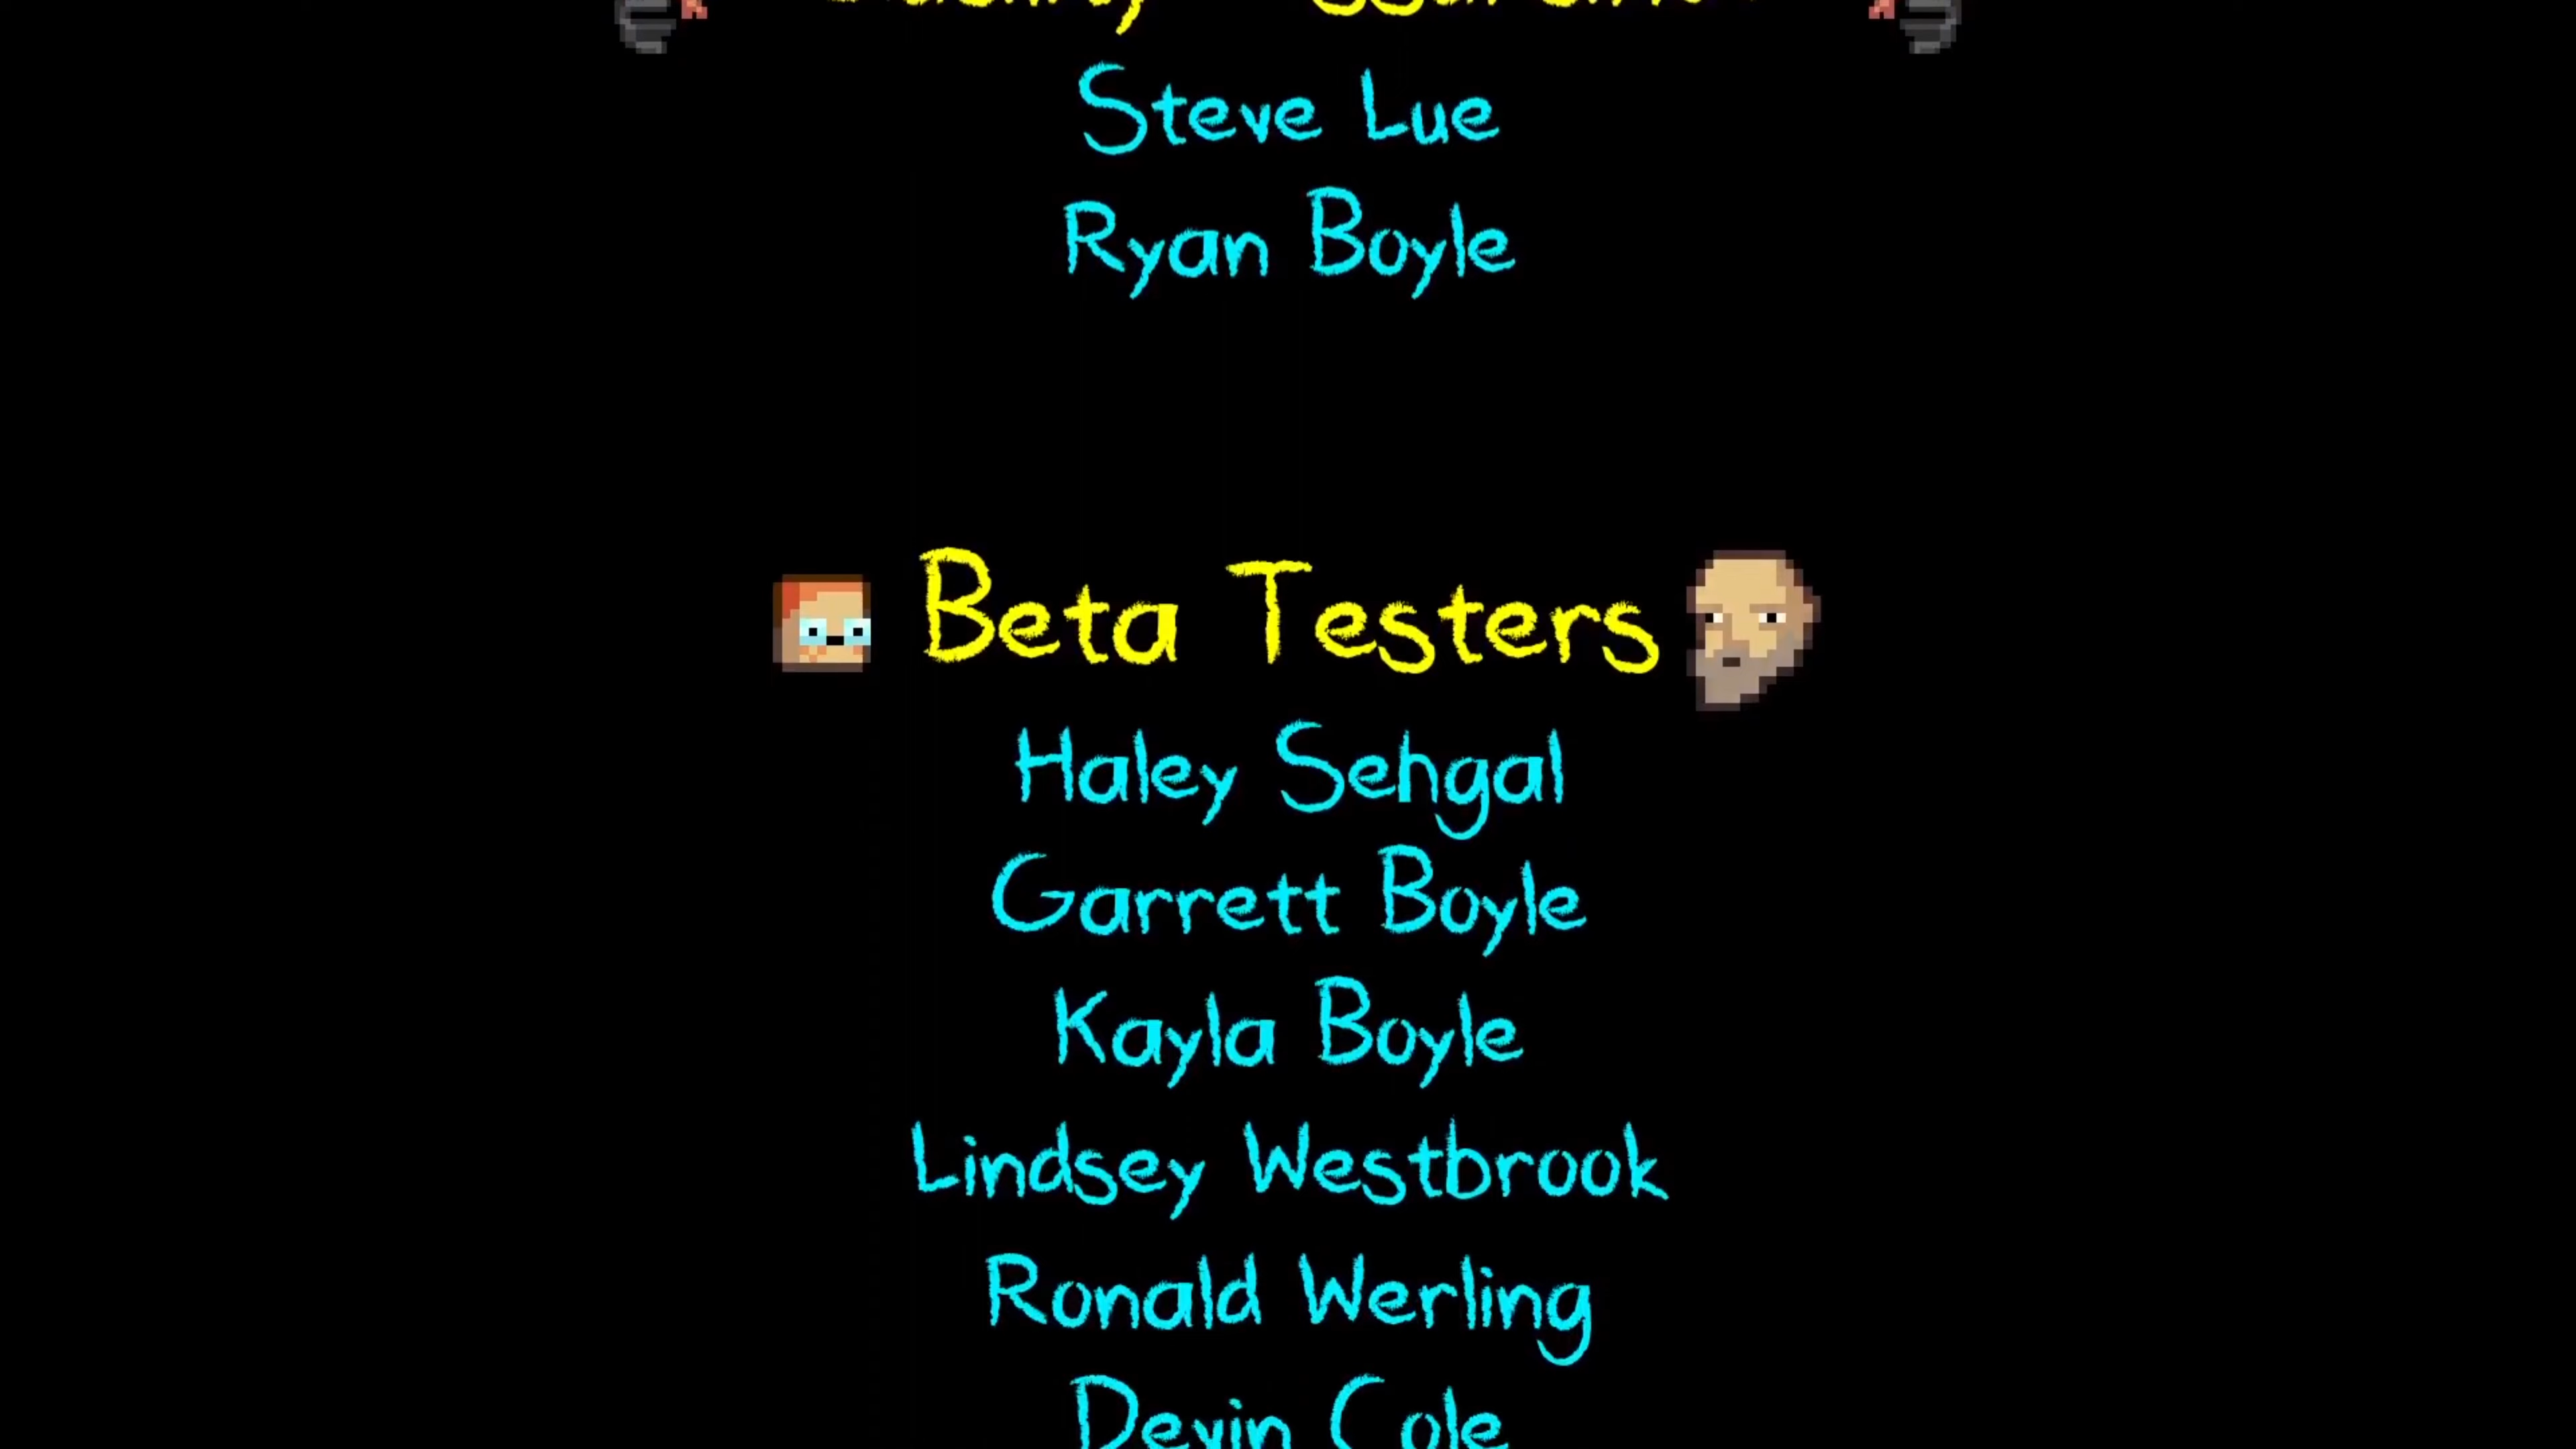 Steve Lue
Ryan Boyle
Beta Testers
Haley Sehgal
Garrett Boyle
Kayla Boyle
Lindsey Westbrook
Ronald Werling
Devin Cole